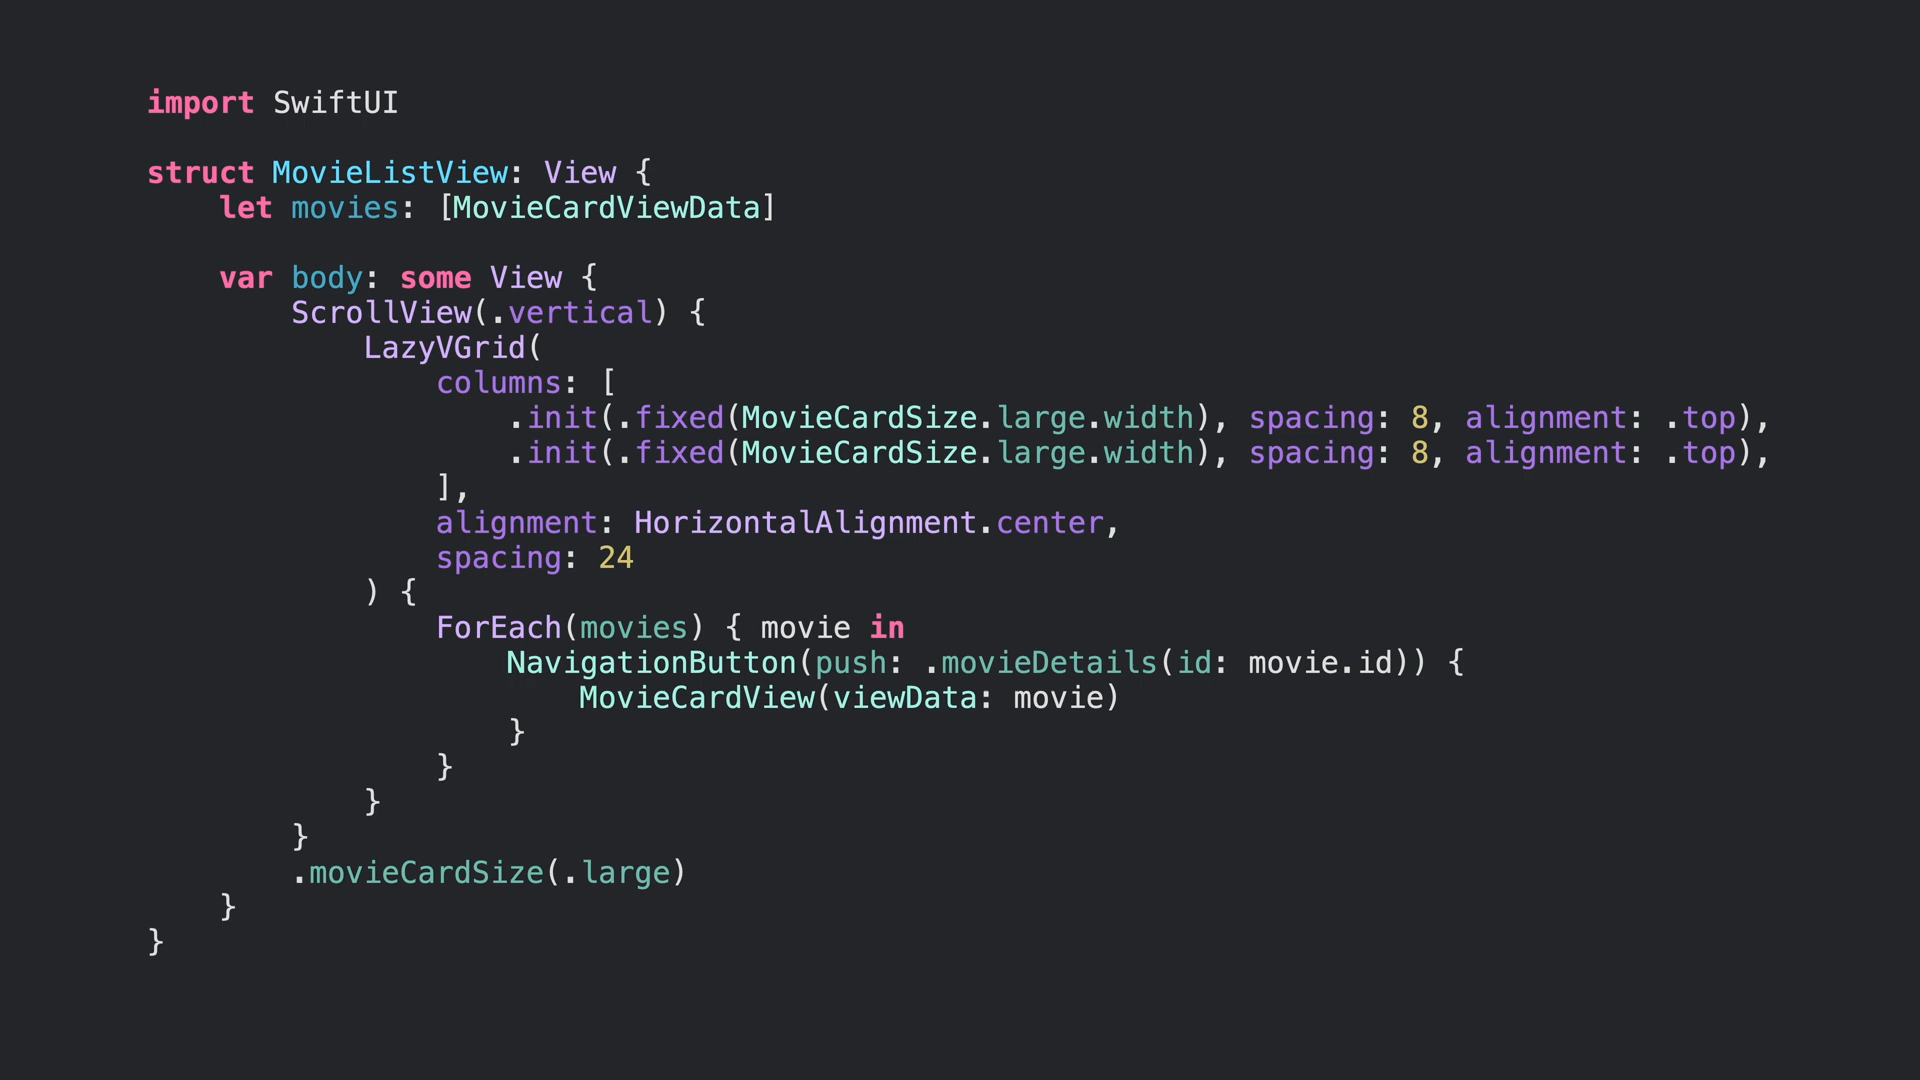 import SwiftUI

struct MovieListView: View {
    let movies: [MovieCardViewData]

    var body: some View {
        ScrollView(.vertical) {
            LazyVGrid(
                columns: [
                    .init(.fixed(MovieCardSize.large.width), spacing: 8, alignment: .top),
                    .init(.fixed(MovieCardSize.large.width), spacing: 8, alignment: .top),
                ],
                alignment: HorizontalAlignment.center,
                spacing: 24
            ) {
                ForEach(movies) { movie in
                    NavigationButton(push: .movieDetails(id: movie.id)) {
                        MovieCardView(viewData: movie)
                    }
                }
            }
        }
        .movieCardSize(.large)
    }
}